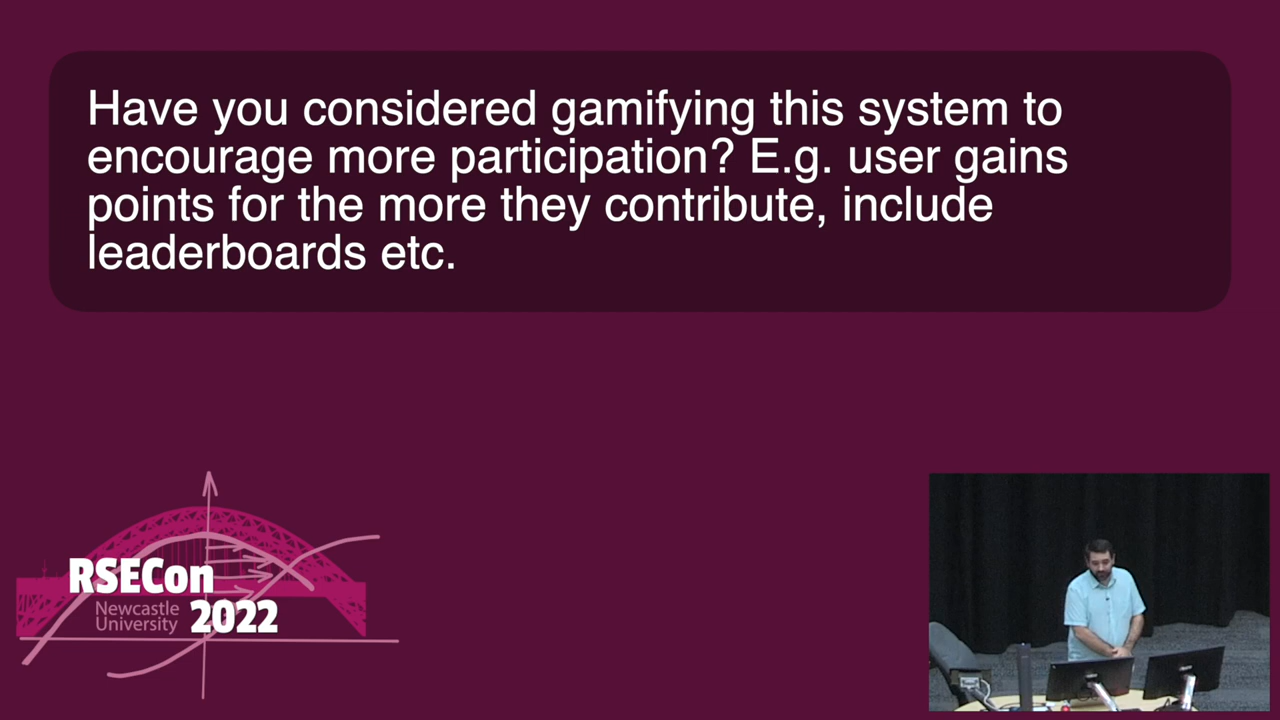 Have you considered gamifying this system to
encourage more participation? E.g. user gains
points for the more they contribute, include
leaderboards etc.
RSECon
Newcastle
University
2022